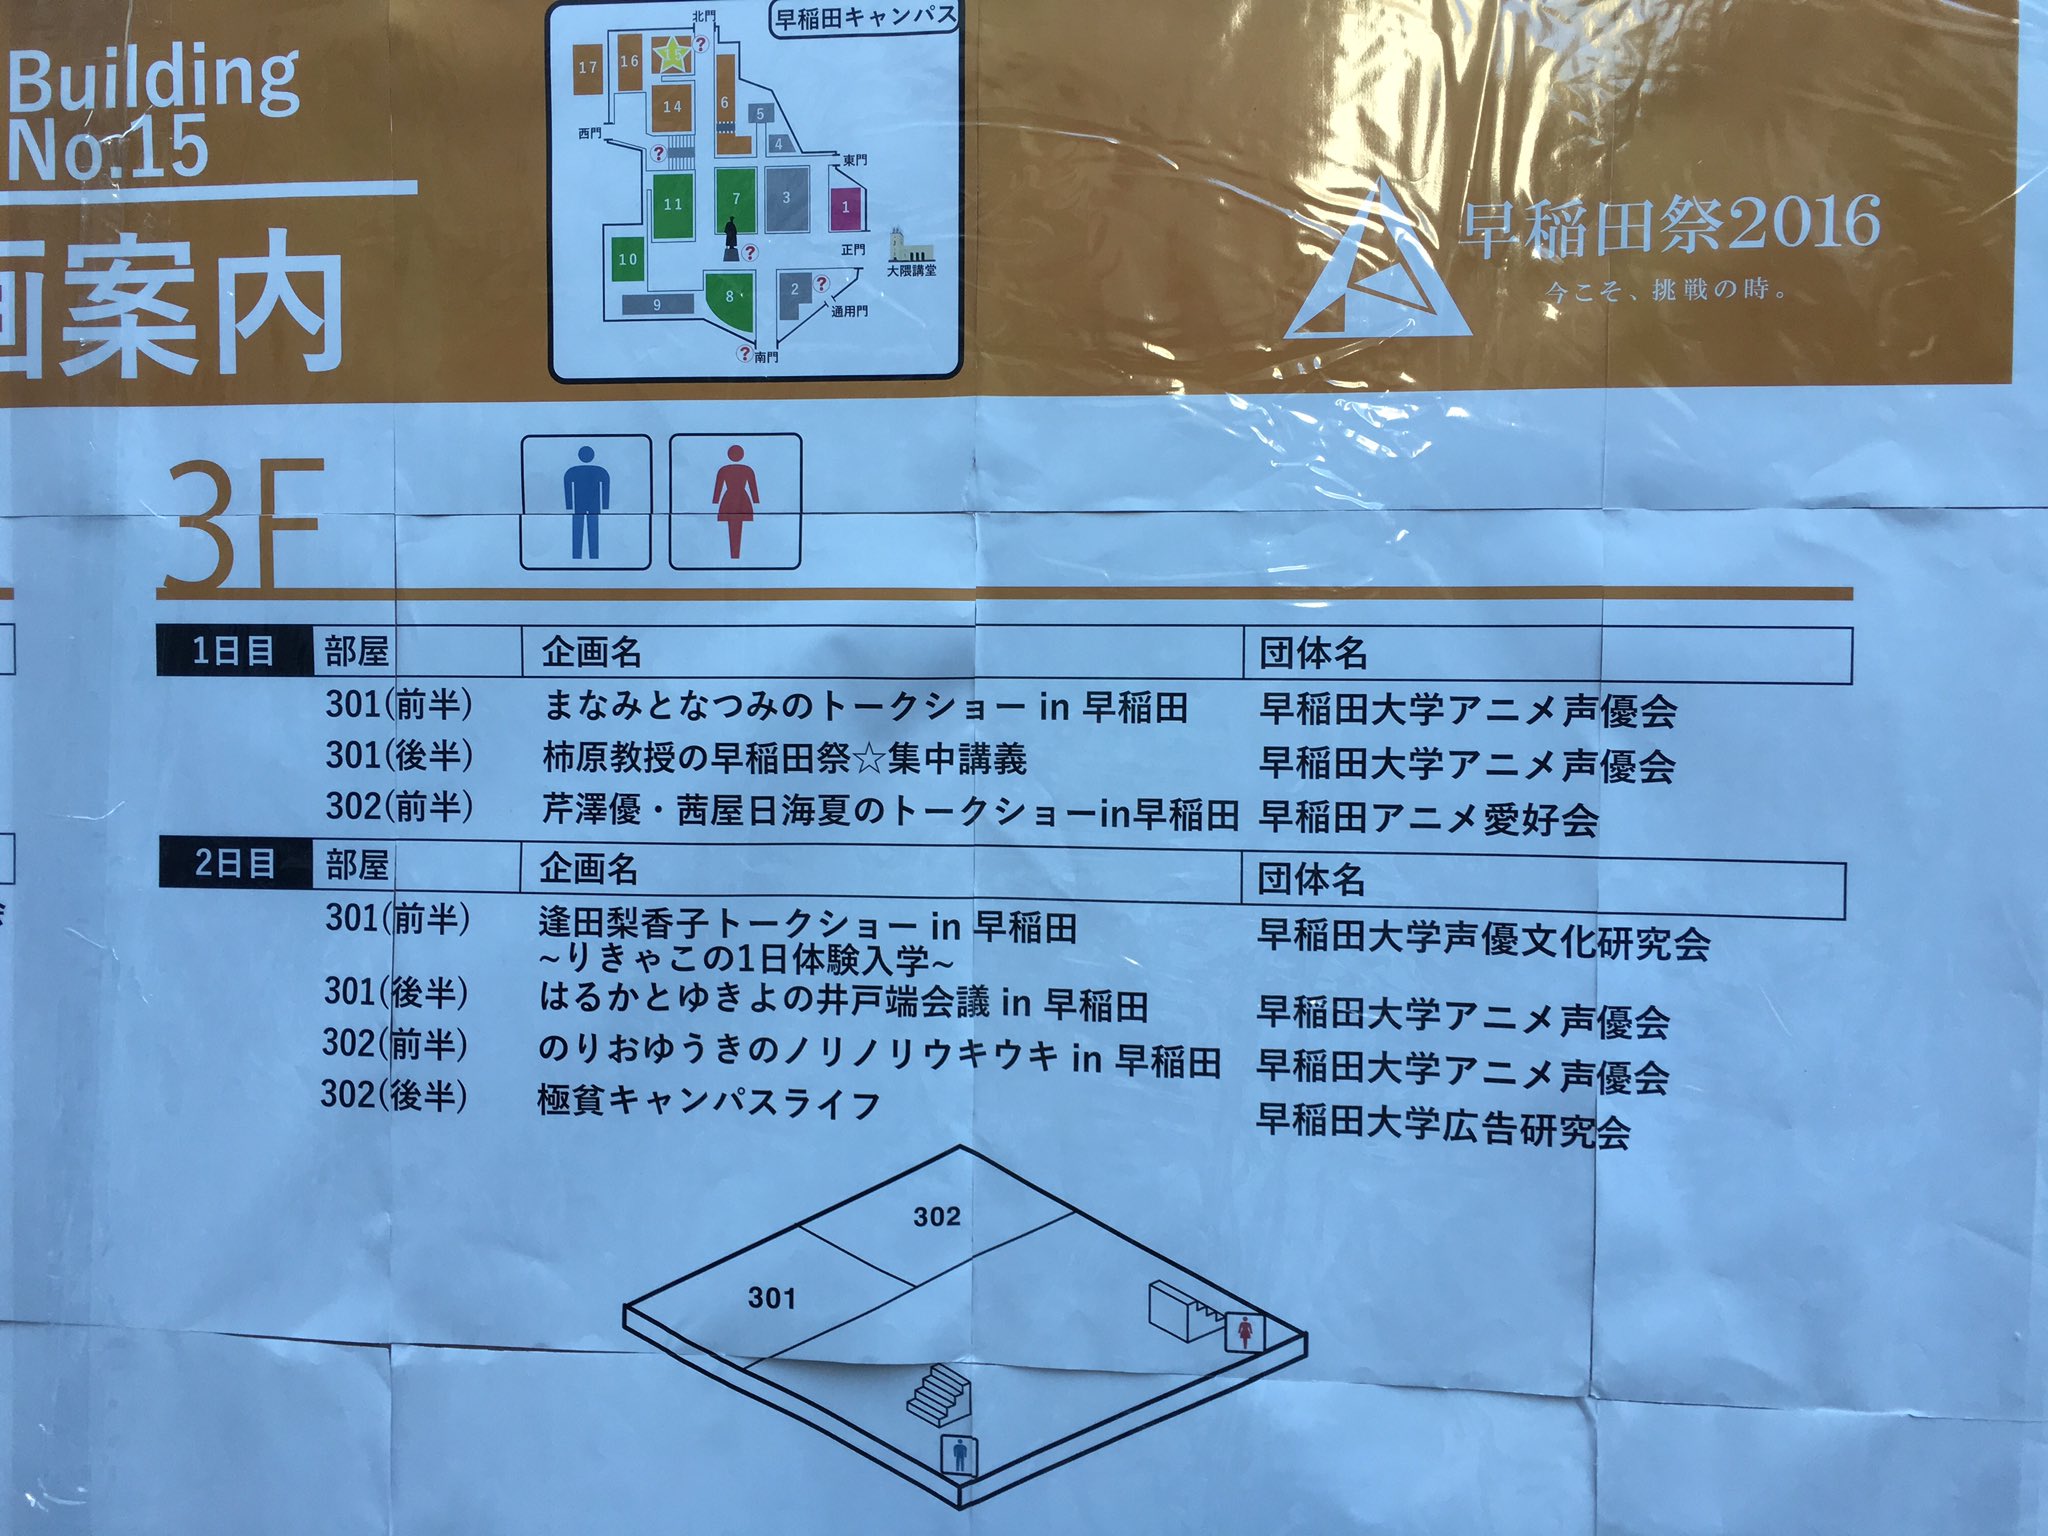 Building
No.15
画案内
早稲田キャンパス
北門
17
16
15
14
6
5
4
西門
東門
11
7
3
1
正門
大隈講堂
10
9
8
2
通用門
南門
早稲田祭2016
今こそ、挑戦の時。
3F
1日目 部屋 企画名 団体名
301(前半) まなみとなつみのトークショー in 早稲田 早稲田大学アニメ声優会
301(後半) 柿原教授の早稲田祭☆集中講義 早稲田大学アニメ声優会
302(前半) 芹澤優・茜屋日海夏のトークショーin早稲田 早稲田アニメ愛好会
2日目 部屋 企画名 団体名
301(前半) 逢田梨香子トークショー in 早稲田 早稲田大学声優文化研究会
~りきゃこの1日体験入学~
301(後半) はるかとゆきよの井戸端会議 in 早稲田 早稲田大学アニメ声優会
302(前半) のりおゆうきのノリノリウキウキ in 早稲田 早稲田大学アニメ声優会
302(後半) 極貧キャンパスライフ 早稲田大学広告研究会
302
301